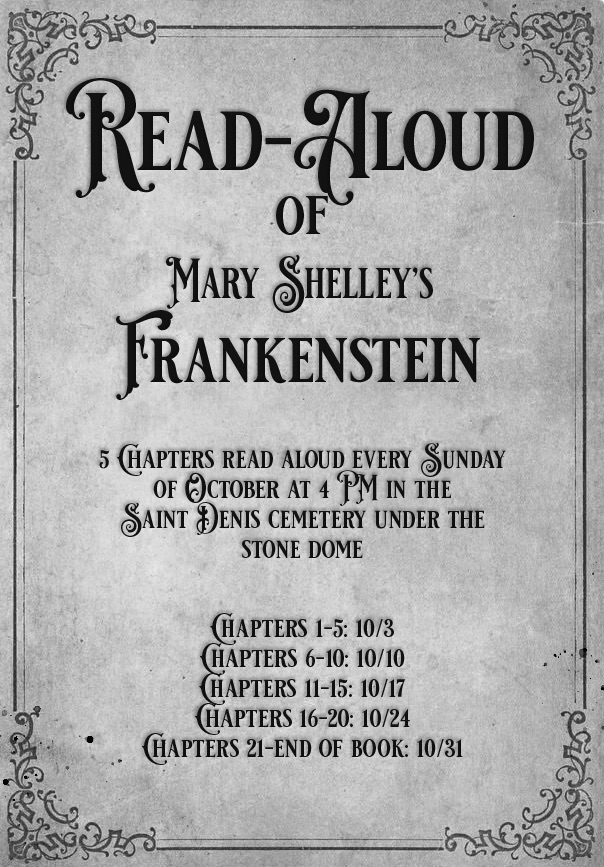 Read-Aloud
of
Mary Shelley's
Frankenstein
5 Chapters read aloud every Sunday
of October at 4 PM in the
Saint Denis cemetery under the
stone dome
Chapters 1-5: 10/3
Chapters 6-10: 10/10
Chapters 11-15: 10/17
Chapters 16-20: 10/24
Chapters 21-end of book: 10/31